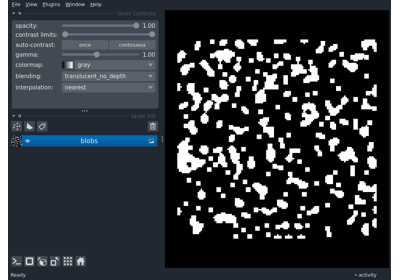 File View Plugins Window Help
layer controls
opacity: 1.00
contrast limits:
auto-contrast: once continuous
gamma: 1.00
colormap: gray
blending: translucent_no_depth
interpolation: nearest
layer list
blobs
Ready
activity